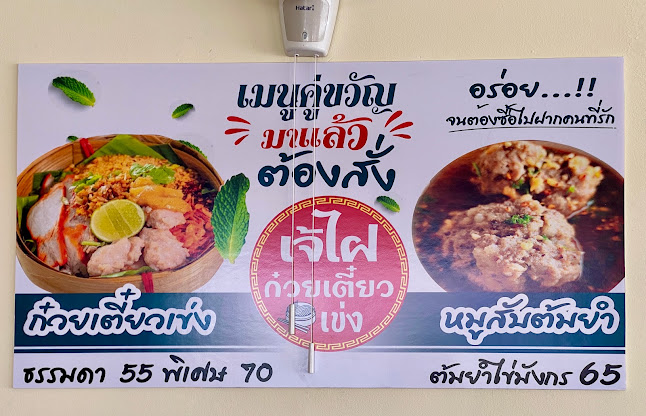 Hatari
เมนูคู่ขวัญ
มาแล้ว
ต้องสั่ง
อร่อย...!!
จนต้องซื้อไปฝากคนที่รัก
เจ๊ไฝ
ก๋วยเตี๋ยว
เข่ง
ก๋วยเตี๋ยวเข่ง
หมูสับต้มยำ
ธรรมดา 55 พิเศษ 70
ต้มยำไข่มังกร 65